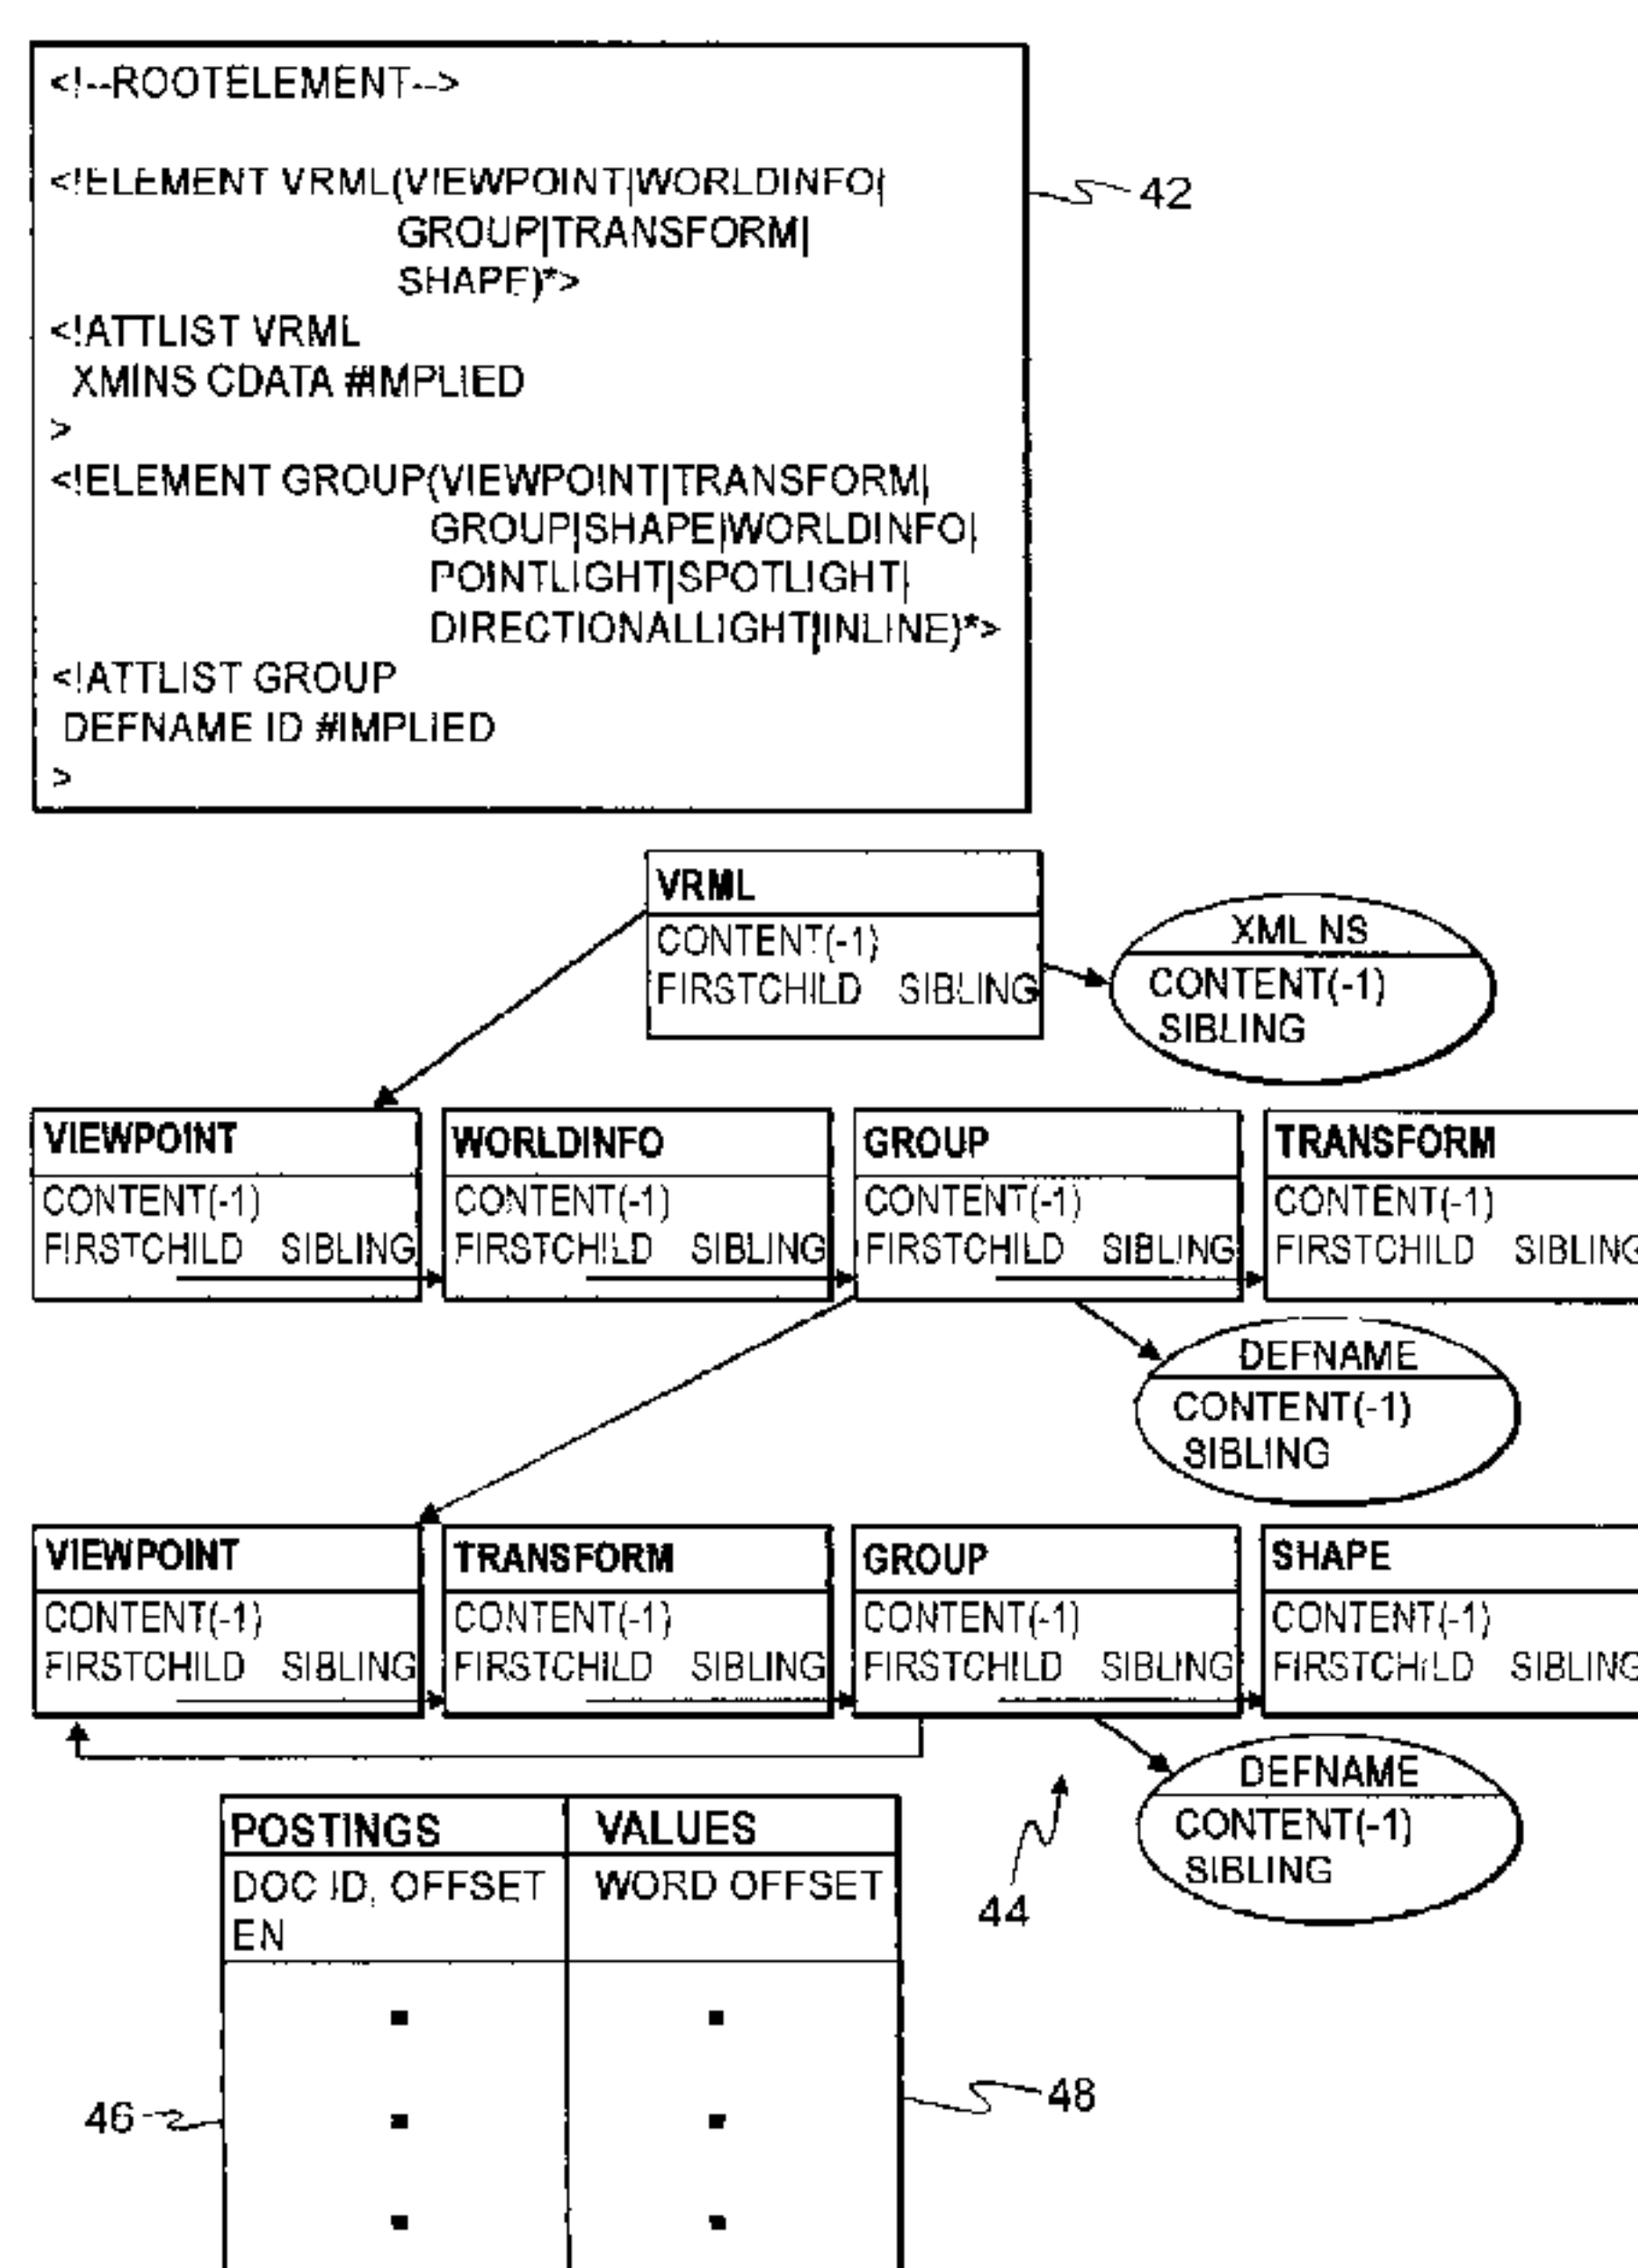 <!--ROOTELEMENT-->
<!ELEMENT VRML(VIEWPOINT|WORLDINFO|
GROUP|TRANSFORM|
SHAPE)*>
<!ATTLIST VRML
XMINS CDATA #IMPLIED
>
<!ELEMENT GROUP(VIEWPOINT|TRANSFORM|
GROUP|SHAPE|WORLDINFO|
POINTLIGHT|SPOTLIGHT|
DIRECTIONALLIGHT|INLINE)*>
<!ATTLIST GROUP
DEFNAME ID #IMPLIED
>
42
VRML
CONTENT(-1)
FIRSTCHILD SIBLING
XML NS
CONTENT(-1)
SIBLING
VIEWPOINT
CONTENT(-1)
FIRSTCHILD SIBLING
WORLDINFO
CONTENT(-1)
FIRSTCHILD SIBLING
GROUP
CONTENT(-1)
FIRSTCHILD SIBLING
TRANSFORM
CONTENT(-1)
FIRSTCHILD SIBLING
DEFNAME
CONTENT(-1)
SIBLING
VIEWPOINT
CONTENT(-1)
FIRSTCHILD SIBLING
TRANSFORM
CONTENT(-1)
FIRSTCHILD SIBLING
GROUP
CONTENT(-1)
FIRSTCHILD SIBLING
SHAPE
CONTENT(-1)
FIRSTCHILD SIBLING
DEFNAME
CONTENT(-1)
SIBLING
44
POSTINGS VALUES
DOC ID, OFFSET WORD OFFSET
EN
46
48